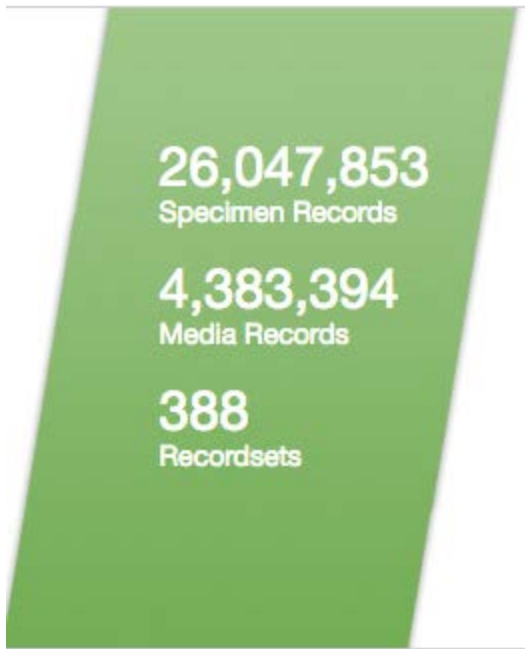 26,047,853
Specimen Records
4,383,394
Media Records
388
Recordsets